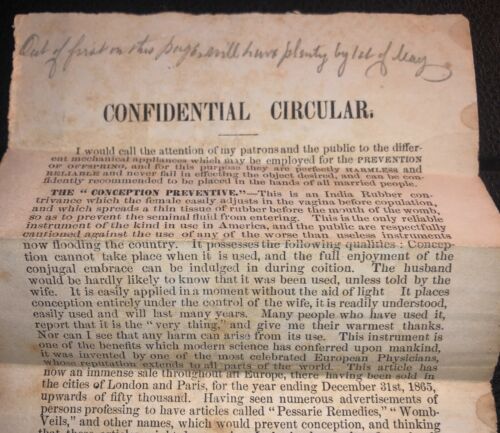 Out of first on this page, will have plenty by 1st of May
CONFIDENTIAL CIRCULAR.
I would call the attention of my patrons and the public to the differ-
ent mechanical appliances which may be employed for the PREVENTION
OF OFFSPRING, and for this purpose they are perfectly HARMLESS and
RELIABLE and never fail in effecting the object desired, and can be con-
fidently recommended to be placed in the hands of all married people.
THE "CONCEPTION PREVENTIVE."—This is an India Rubber con-
trivance which the female easily adjusts in the vagina before copulation,
and which spreads a thin tissue of rubber before the mouth of the womb,
so as to prevent the seminal fluid from entering. This is the only reliable
instrument of the kind in use in America, and the public are respectfully
cautioned against the use of any of the worse than useless instruments
now flooding the country. It possesses the following qualities: Concep-
tion cannot take place when it is used, and the full enjoyment of the
conjugal embrace can be indulged in during coition. The husband
would be hardly likely to know that it was been used, unless told by the
wife. It is easily applied in a moment without the aid of light It places
conception entirely under the control of the wife, it is readily understood,
easily used and will last many years. Many people who have used it,
report that it is the "very thing," and give me their warmest thanks.
Nor can I see that any harm can arise from its use. This instrument is
one of the benefits which modern science has conferred upon mankind,
it was invented by one of the most celebrated European Physicians,
whose reputation extends to all parts of the world. This article has
now an immense sale throughout all Europe, there having been sold in
the cities of London and Paris, for the year ending December 31st, 1865,
upwards of fifty thousand. Having seen numerous advertisements of
persons professing to have articles called "Pessarie Remedies," "Womb-
Veils," and other names, which would prevent conception, and thinking
that